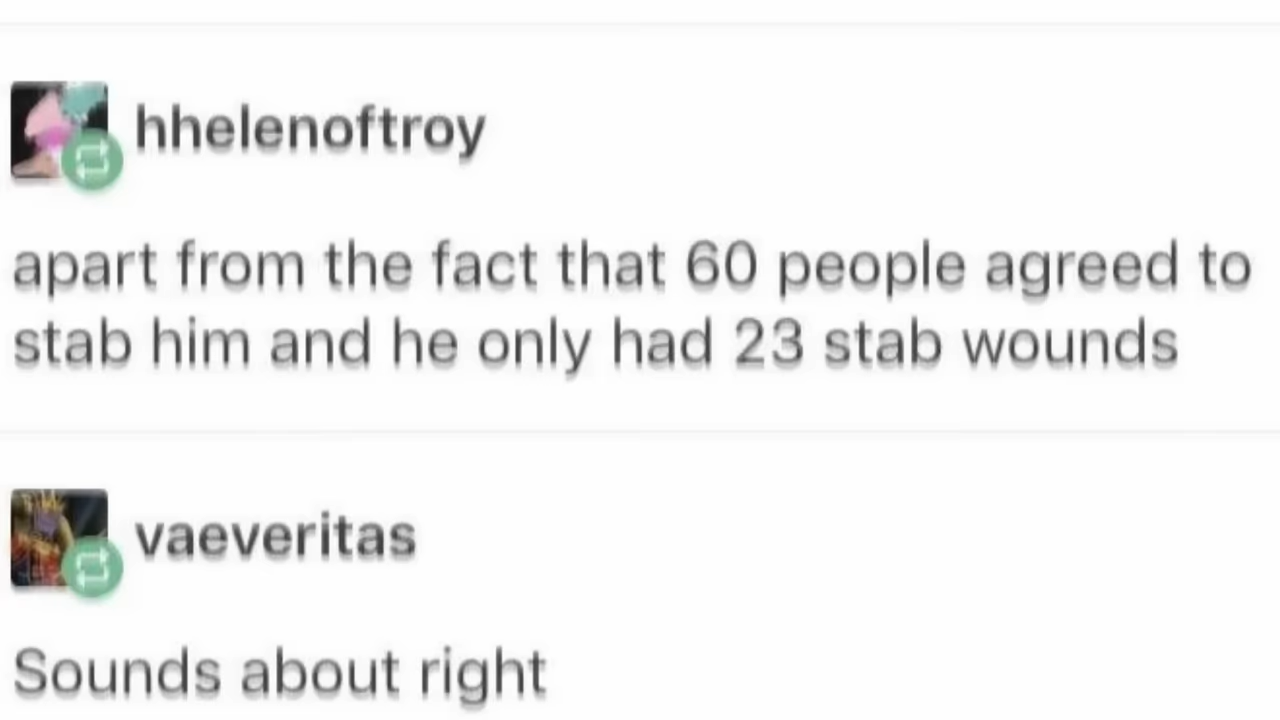 hhelenoftroy
apart from the fact that 60 people agreed to
stab him and he only had 23 stab wounds
vaeveritas
Sounds about right